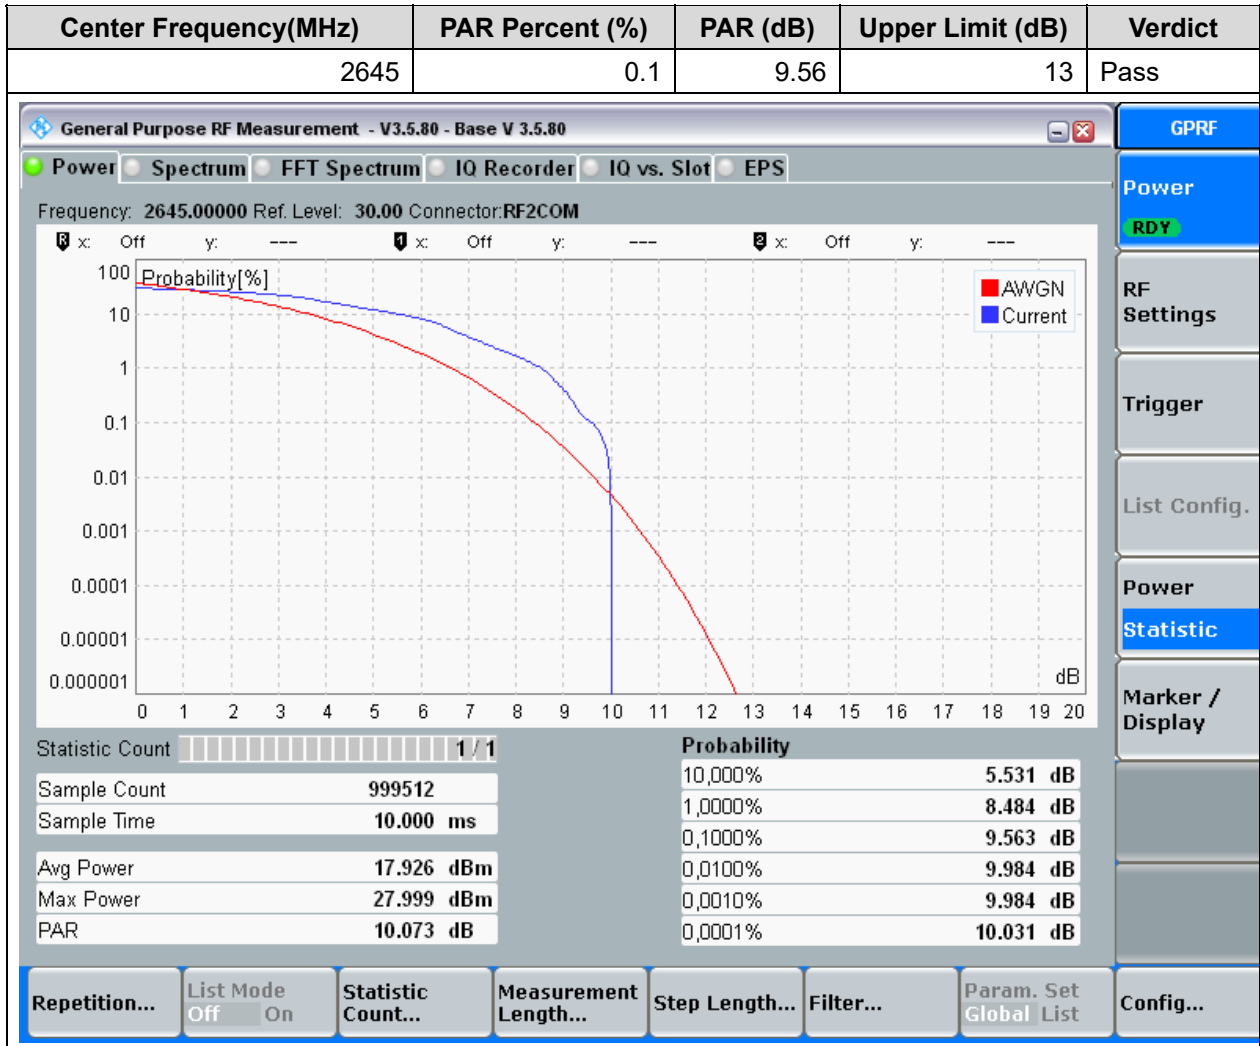 Center Frequency(MHz) PAR Percent (%) PAR (dB) Upper Limit (dB) Verdict
2645 0.1 9.56 13 Pass
General Purpose RF Measurement - V3.5.80 - Base V 3.5.80
GPRF
Power Spectrum FFT Spectrum IQ Recorder IQ vs. Slot EPS
Frequency: 2645.00000 Ref. Level: 30.00 Connector:RF2COM
R x: Off y: --- 1 x: Off y: --- 2 x: Off y: ---
Probability[%]
100
10
1
0.1
0.01
0.001
0.0001
0.00001
0.000001
AWGN
Current
dB
0 1 2 3 4 5 6 7 8 9 10 11 12 13 14 15 16 17 18 19 20
Statistic Count 1 / 1
Sample Count 999512
Sample Time 10.000 ms
Avg Power 17.926 dBm
Max Power 27.999 dBm
PAR 10.073 dB
Probability
10,000% 5.531 dB
1,0000% 8.484 dB
0,1000% 9.563 dB
0,0100% 9.984 dB
0,0010% 9.984 dB
0,0001% 10.031 dB
Power
RDY
RF
Settings
Trigger
List Config.
Power
Statistic
Marker /
Display
Repetition...
List Mode
Off On
Statistic
Count...
Measurement
Length...
Step Length...
Filter...
Param. Set
Global List
Config...